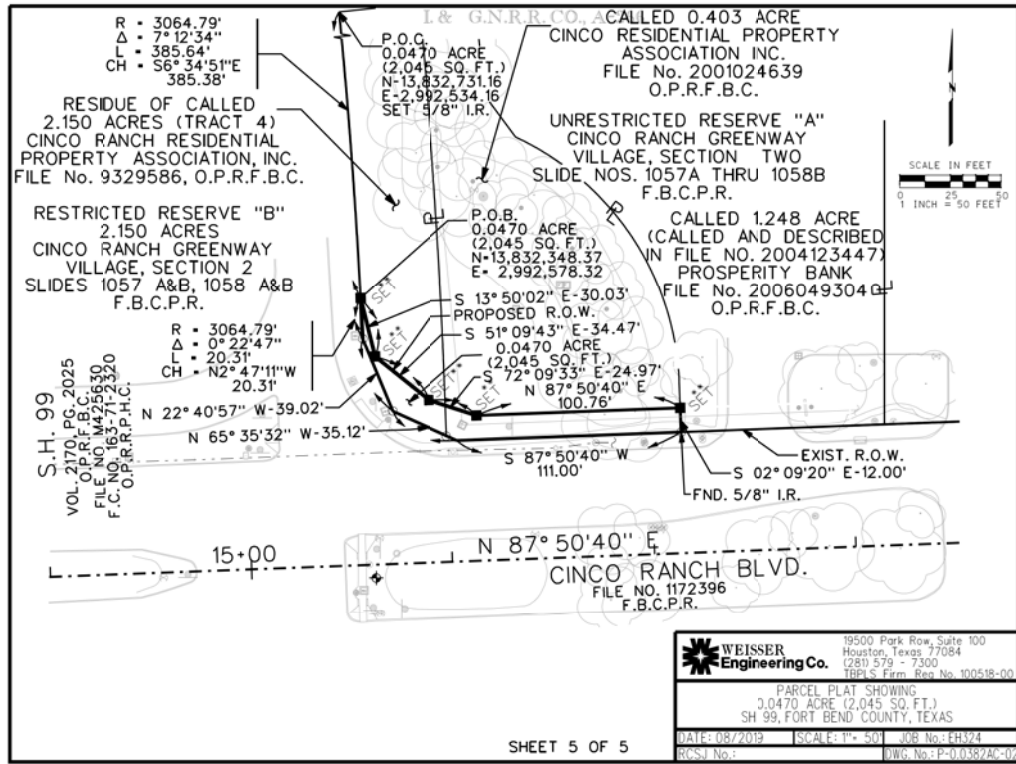 I & G.N.R.R. CO.,
R = 3064.79'
Δ = 7°12'34"
L = 385.64'
CH = S6°34'51"E
385.38'
P.O.C.
0.0470 ACRE
(2,045 SQ. FT.)
N-13,832,731.16
E-2,992,534.16
SET 5/8" I.R.
CALLED 0.403 ACRE
CINCO RESIDENTIAL PROPERTY
ASSOCIATION INC.
FILE No. 2001024639
O.P.R.F.B.C.
RESIDUE OF CALLED
2.150 ACRES (TRACT 4)
CINCO RANCH RESIDENTIAL
PROPERTY ASSOCIATION, INC.
FILE No. 9329586, O.P.R.F.B.C.
UNRESTRICTED RESERVE "A"
CINCO RANCH GREENWAY
VILLAGE, SECTION TWO
SLIDE NOS. 1057A THRU 1058B
F.B.C.P.R.
N
SCALE IN FEET
0 25 50
1 INCH = 50 FEET
RESTRICTED RESERVE "B"
2.150 ACRES
CINCO RANCH GREENWAY
VILLAGE, SECTION 2
SLIDES 1057 A&B, 1058 A&B
F.B.C.P.R.
P.O.B.
0.0470 ACRE
(2,045 SQ. FT.)
N-13,832,348.37
E- 2,992,578.32
CALLED 1.248 ACRE
(CALLED AND DESCRIBED
IN FILE NO. 2004123447)
PROSPERITY BANK
FILE No. 2006049304
O.P.R.F.B.C.
SET**
S 13°50'02" E-30.03'
PROPOSED R.O.W.
SET**
S 51°09'43" E-34.47'
0.0470 ACRE
(2,045 SQ. FT.)
SET**
S 72°09'33" E-24.97'
SET**
N 87°50'40" E
100.76'
SET**
R = 3064.79'
Δ = 0°22'47"
L = 20.31'
CH = N2°47'11"W
20.31'
N 22°40'57" W-39.02'
N 65°35'32" W-35.12'
S 87°50'40" W
111.00'
EXIST. R.O.W.
S 02°09'20" E-12.00'
FND. 5/8" I.R.
S.H. 99
VOL. 2170, PG. 2025
O.P.R.F.B.C.
FILE NO. M425630
F.C. NO. 163-71-2320
O.P.R.R.P.H.C.
15+00
N 87°50'40" E
CINCO RANCH BLVD.
FILE NO. 1172396
F.B.C.P.R.
WEISSER
Engineering Co.
19500 Park Row, Suite 100
Houston, Texas 77084
(281) 579 - 7300
TBPLS Firm Reg No. 100518-00
PARCEL PLAT SHOWING
0.0470 ACRE (2,045 SQ. FT.)
SH 99, FORT BEND COUNTY, TEXAS
DATE: 08/2019 SCALE: 1"= 50' JOB No.: EH324
RCSJ No.: DWG. No.: P-0.0382AC-02
SHEET 5 OF 5